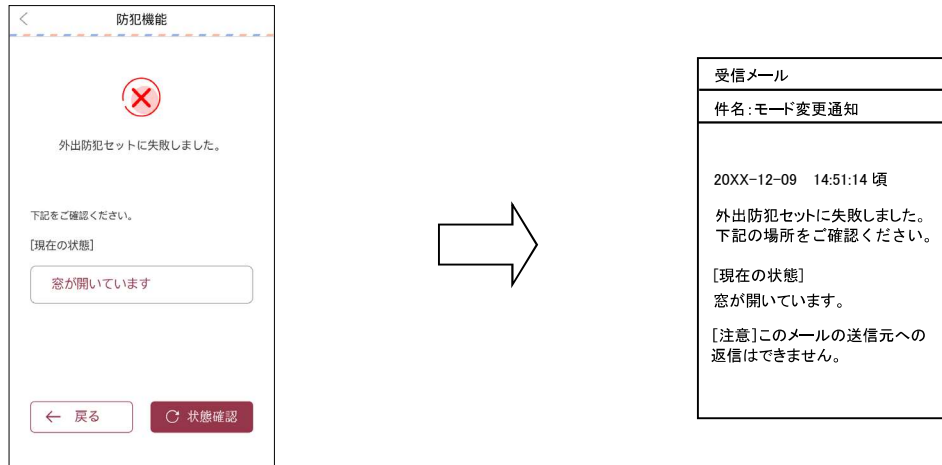 防犯機能
外出防犯セットに失敗しました。
下記をご確認ください。
[現在の状態]
窓が開いています
← 戻る
状態確認
受信メール
件名:モード変更通知
20XX-12-09 14:51:14 頃
外出防犯セットに失敗しました。
下記の場所をご確認ください。
[現在の状態]
窓が開いています。
[注意]このメールの送信元への
返信はできません。